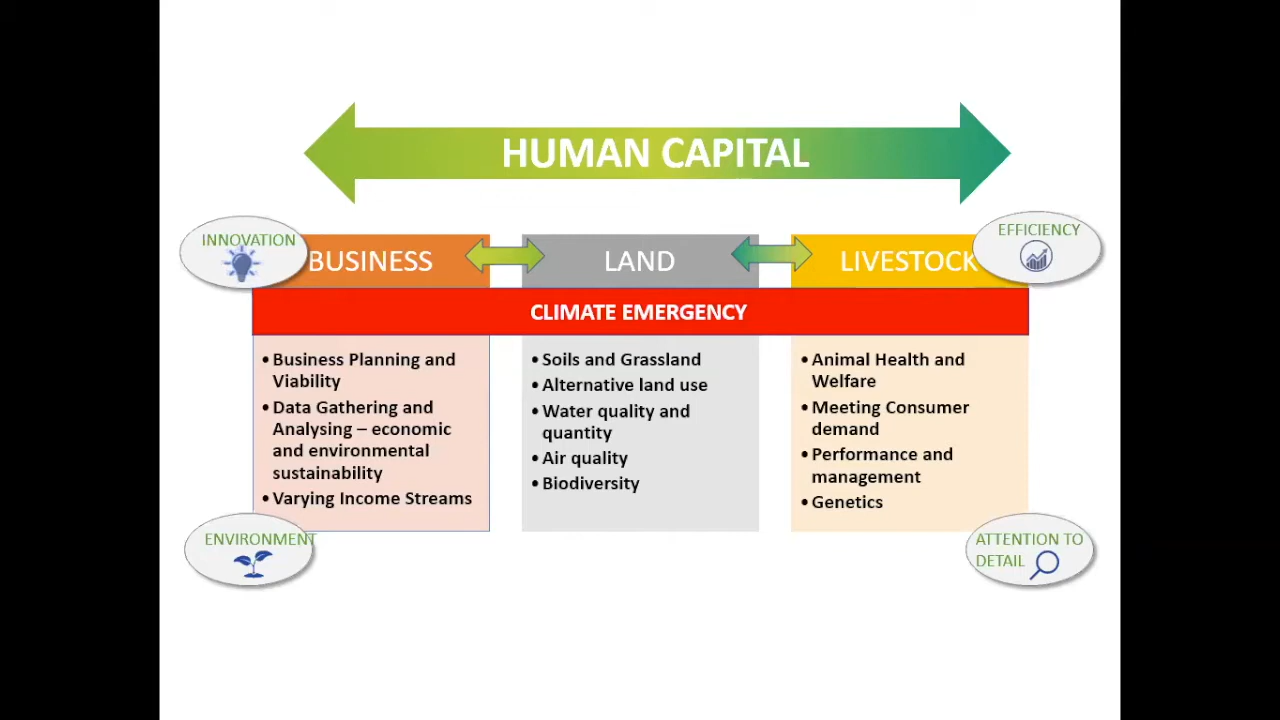 HUMAN CAPITAL
INNOVATION
BUSINESS
LAND
LIVESTOCK
EFFICIENCY
CLIMATE EMERGENCY
• Business Planning and
Viability
• Data Gathering and
Analysing – economic
and environmental
sustainability
• Varying Income Streams
• Soils and Grassland
• Alternative land use
• Water quality and
quantity
• Air quality
• Biodiversity
• Animal Health and
Welfare
• Meeting Consumer
demand
• Performance and
management
• Genetics
ENVIRONMENT
ATTENTION TO
DETAIL